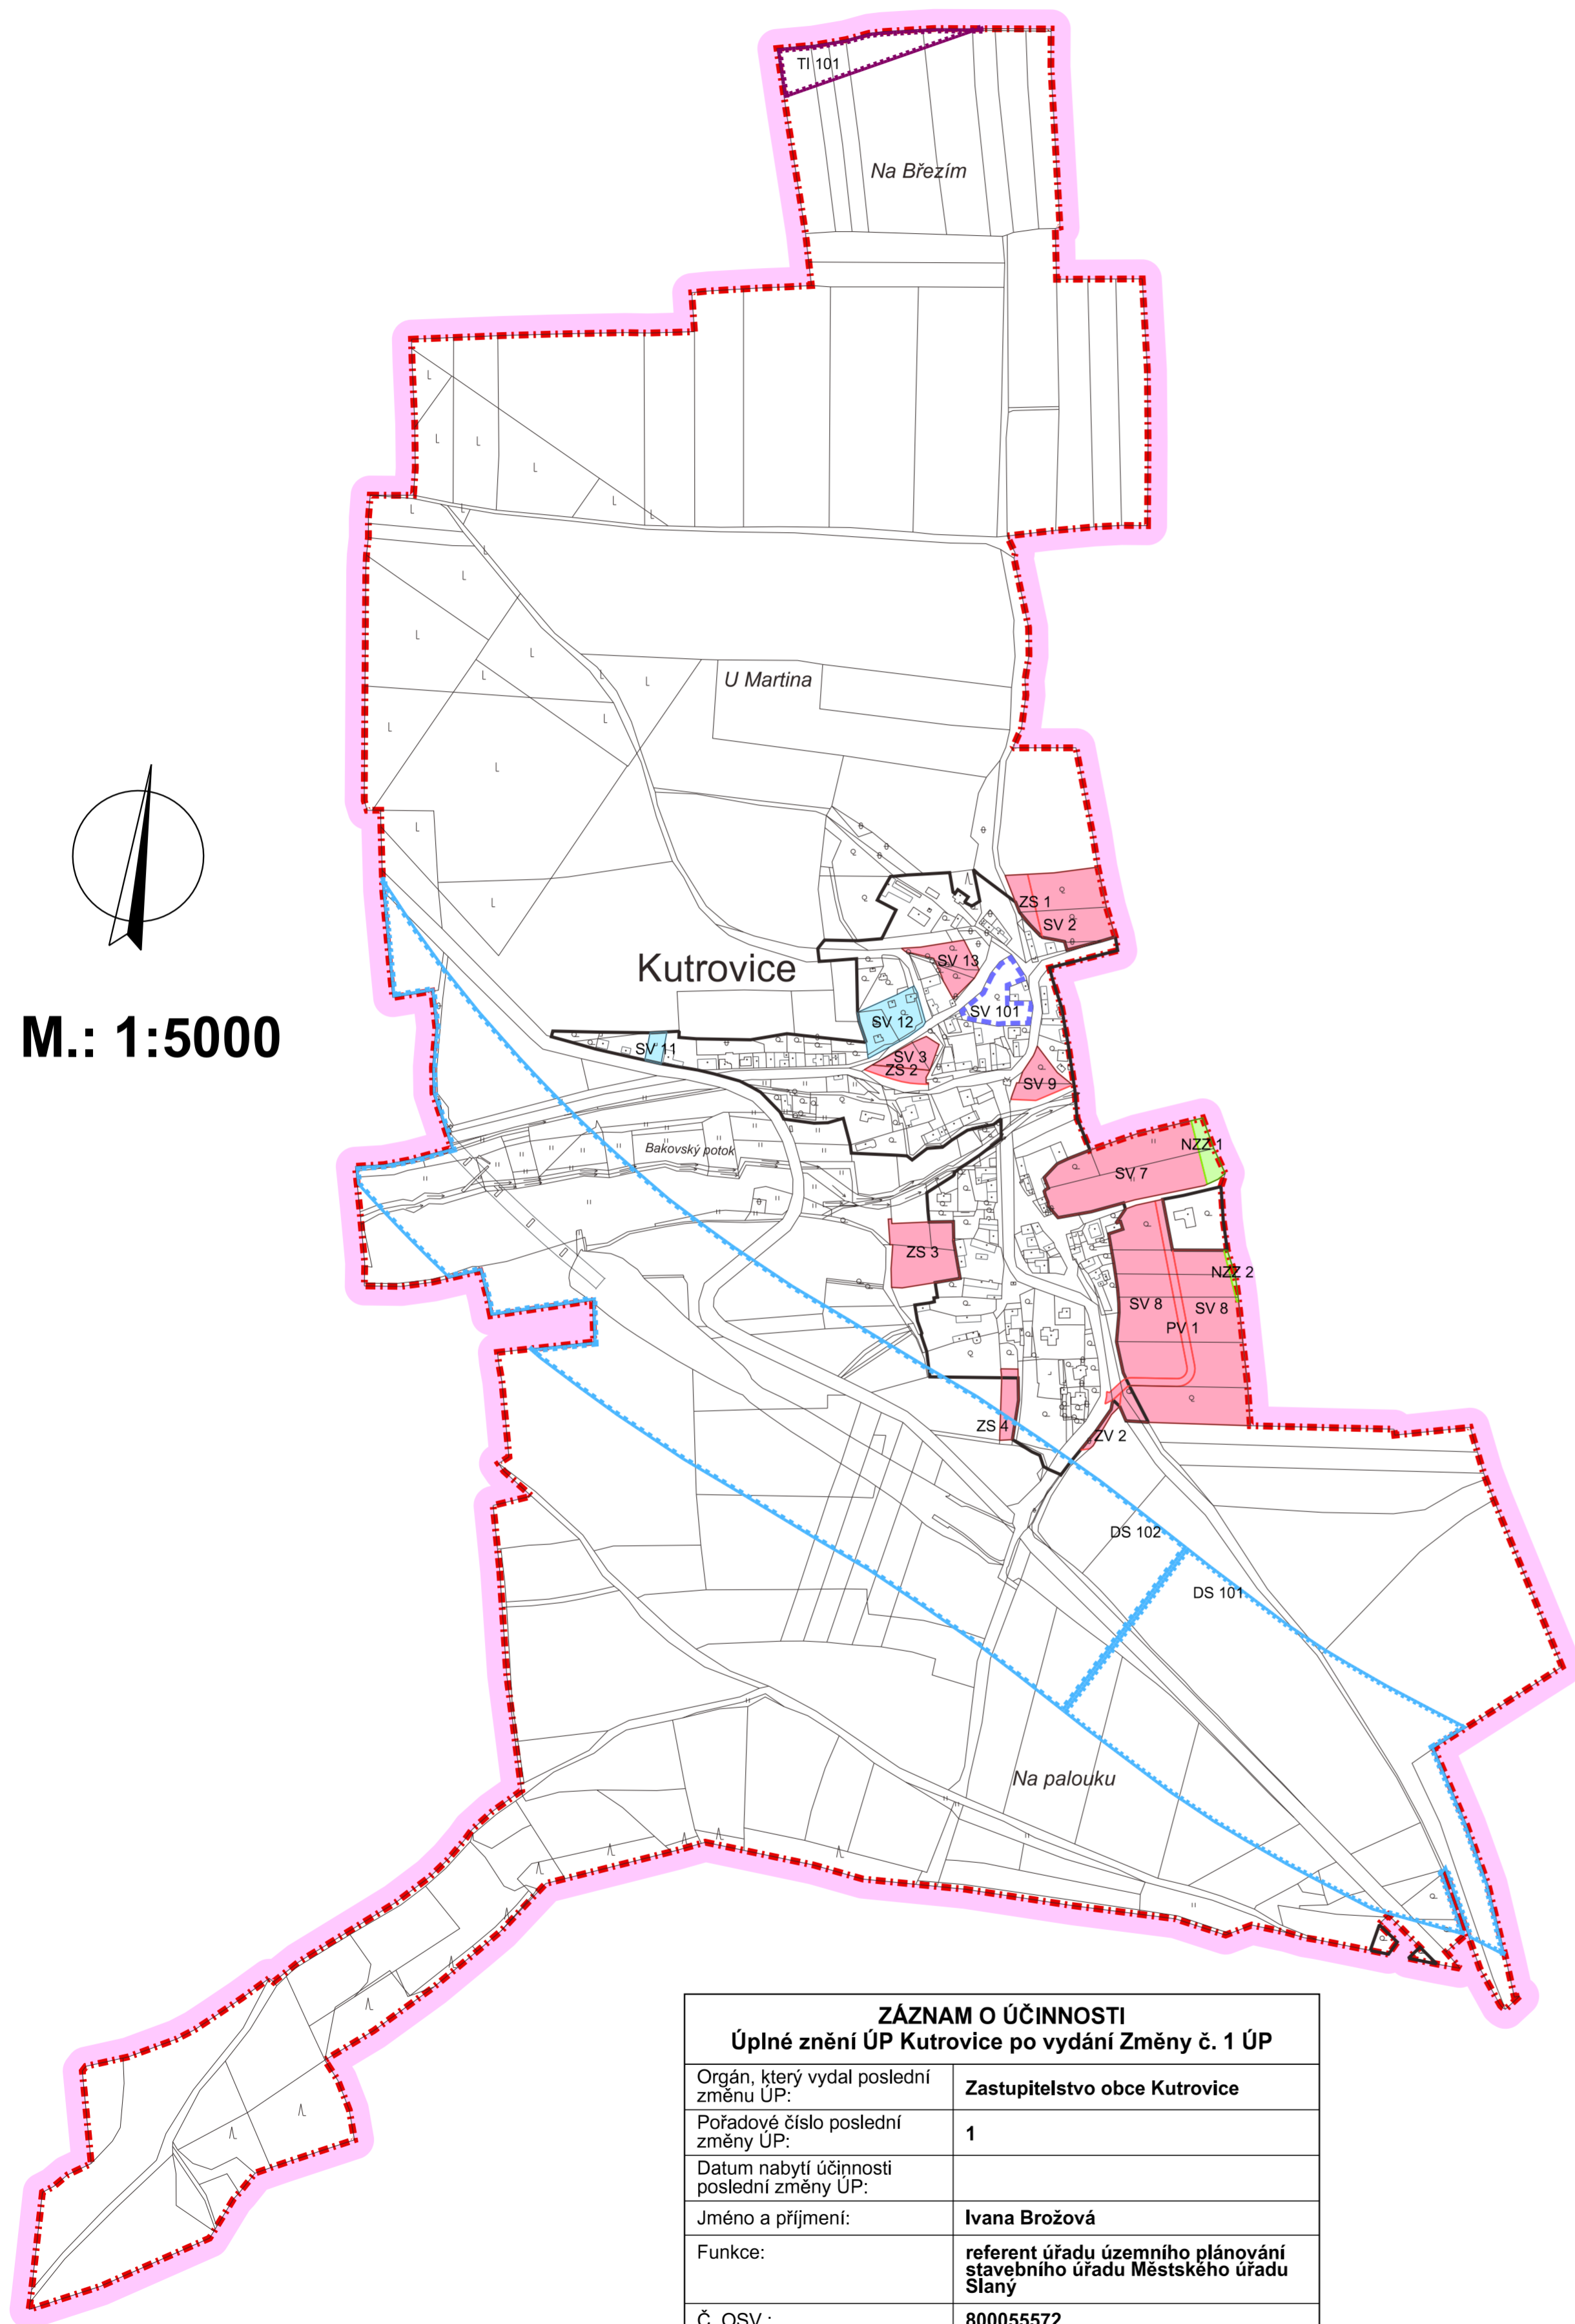 TI 101
Na Březím
U Martina
ZS 1
SV 2
Kutrovice
SV 13
SV 101
SV 12
M.: 1:5000
SV 11
SV 3
ZS 2
SV 9
NZZ 1
Bakovský potok
SV 7
ZS 3
NZZ 2
SV 8
SV 8
PV 1
ZS 4
ZV 2
DS 102
DS 101
Na palouku
ZÁZNAM O ÚČINNOSTI
Úplné znění ÚP Kutrovice po vydání Změny č. 1 ÚP
Orgán, který vydal poslední
změnu ÚP:
Zastupitelstvo obce Kutrovice
Pořadové číslo poslední
změny ÚP:
1
Datum nabytí účinnosti
poslední změny ÚP:
Jméno a příjmení:
Ivana Brožová
Funkce:
referent úřadu územního plánování
stavebního úřadu Městského úřadu
Slaný
Č. OSV.:
800055572